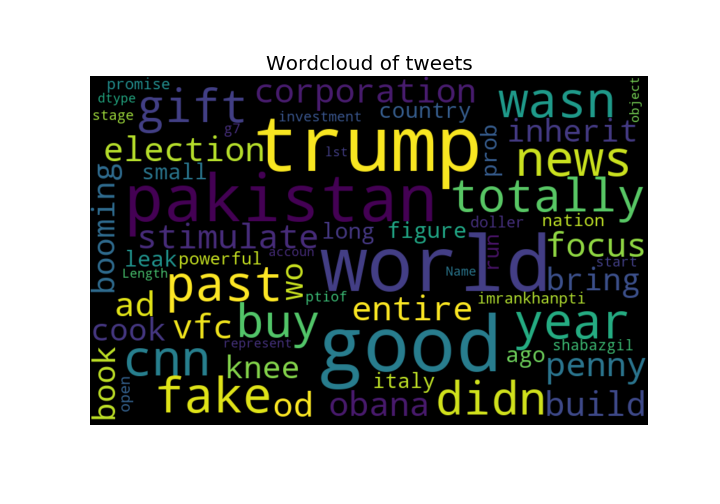 Wordcloud of tweets
promise
dtype
stage
gift
g7
corporation
investment
country
wasn
object
election
trump
lst
prob
inherit
news
small
booming
pakistan
totally
stimulate
long
figure
doller
nation
run
focus
leak
powerful
accoun
Length
world
Name
start
bring
past
wo
ptiof
imrankhanpti
ad
entire
year
cook
vfc
buy
good
represent
shabazgil
cnn
knee
ago
penny
book
open
italy
fake
od
obana
didn
build